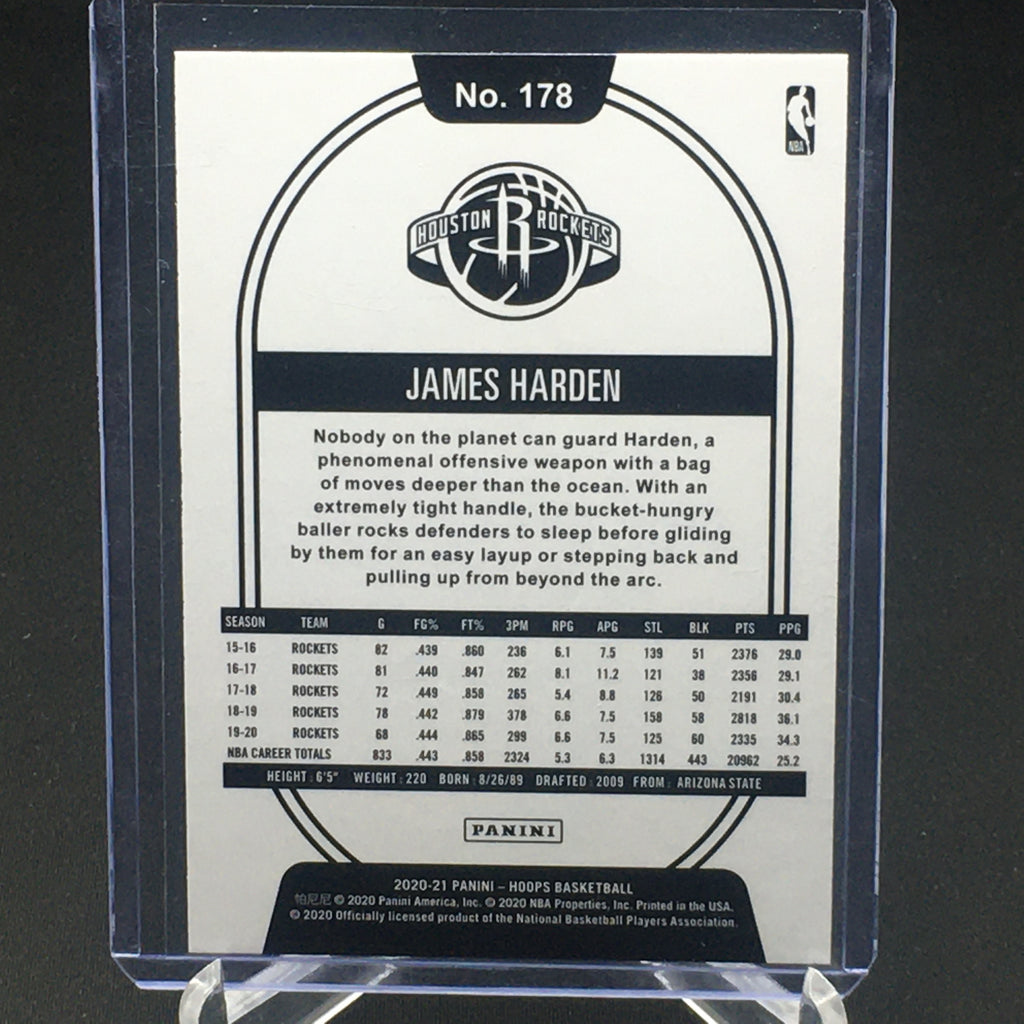 No. 178
NBA
HOUSTON R ROCKETS
JAMES HARDEN
Nobody on the planet can guard Harden, a
phenomenal offensive weapon with a bag
of moves deeper than the ocean. With an
extremely tight handle, the bucket-hungry
baller rocks defenders to sleep before gliding
by them for an easy layup or stepping back and
pulling up from beyond the arc.
SEASON TEAM G FG% FT% 3PM RPG APG STL BLK PTS PPG
15-16 ROCKETS 82 .439 .860 236 6.1 7.5 139 51 2376 29.0
16-17 ROCKETS 81 .440 .847 262 8.1 11.2 121 38 2356 29.1
17-18 ROCKETS 72 .449 .858 265 5.4 8.8 126 50 2191 30.4
18-19 ROCKETS 78 .442 .879 378 6.6 7.5 158 58 2818 36.1
19-20 ROCKETS 68 .444 .865 299 6.6 7.5 125 60 2335 34.3
NBA CAREER TOTALS 833 .443 .858 2324 5.3 6.3 1314 443 20962 25.2
HEIGHT: 6'5" WEIGHT: 220 BORN: 8/26/89 DRAFTED: 2009 FROM: ARIZONA STATE
PANINI
2020-21 PANINI – HOOPS BASKETBALL
帕尼尼 © 2020 Panini America, Inc. © 2020 NBA Properties, Inc. Printed in the USA.
© 2020 Officially licensed product of the National Basketball Players Association.